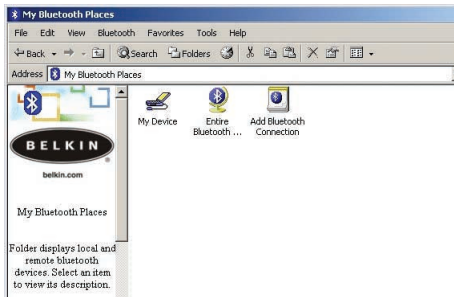 My Bluetooth Places
File Edit View Bluetooth Favorites Tools Help
Back Search Folders
Address My Bluetooth Places
BELKIN
belkin.com
My Bluetooth Places
Folder displays local and
remote bluetooth
devices. Select an item
to view its description.
My Device
Entire
Bluetooth ...
Add Bluetooth
Connection